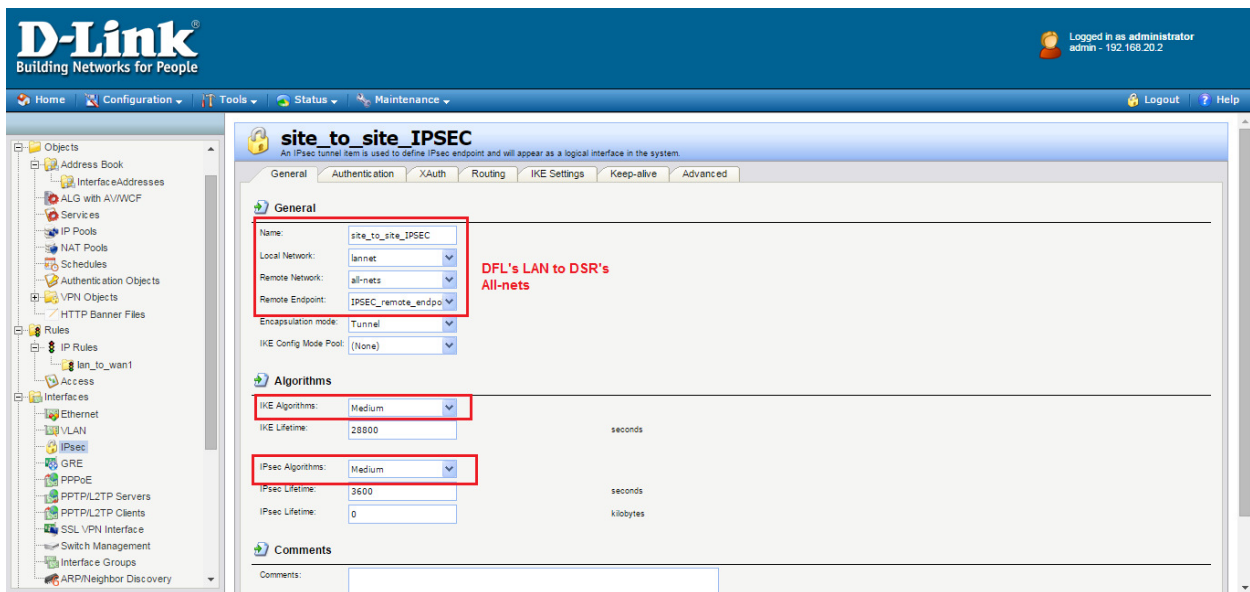 D-Link®
Building Networks for People
Logged in as administrator
admin - 192.168.20.2
Home Configuration Tools Status Maintenance Logout Help
Objects
Address Book
InterfaceAddresses
ALG with AV/WCF
Services
IP Pools
NAT Pools
Schedules
Authentication Objects
VPN Objects
HTTP Banner Files
Rules
IP Rules
lan_to_wan1
Access
Interfaces
Ethernet
VLAN
IPsec
GRE
PPPoE
PPTP/L2TP Servers
PPTP/L2TP Clients
SSL VPN Interface
Switch Management
Interface Groups
ARP/Neighbor Discovery
site_to_site_IPSEC
An IPsec tunnel item is used to define IPsec endpoint and will appear as a logical interface in the system.
General Authentication XAuth Routing IKE Settings Keep-alive Advanced
General
Name: site_to_site_IPSEC
Local Network: lannet
Remote Network: all-nets
Remote Endpoint: IPSEC_remote_endpo
Encapsulation mode: Tunnel
IKE Config Mode Pool: (None)
DFL's LAN to DSR's
All-nets
Algorithms
IKE Algorithms: Medium
IKE Lifetime: 28800 seconds
IPsec Algorithms: Medium
IPsec Lifetime: 3600 seconds
IPsec Lifetime: 0 kilobytes
Comments
Comments: